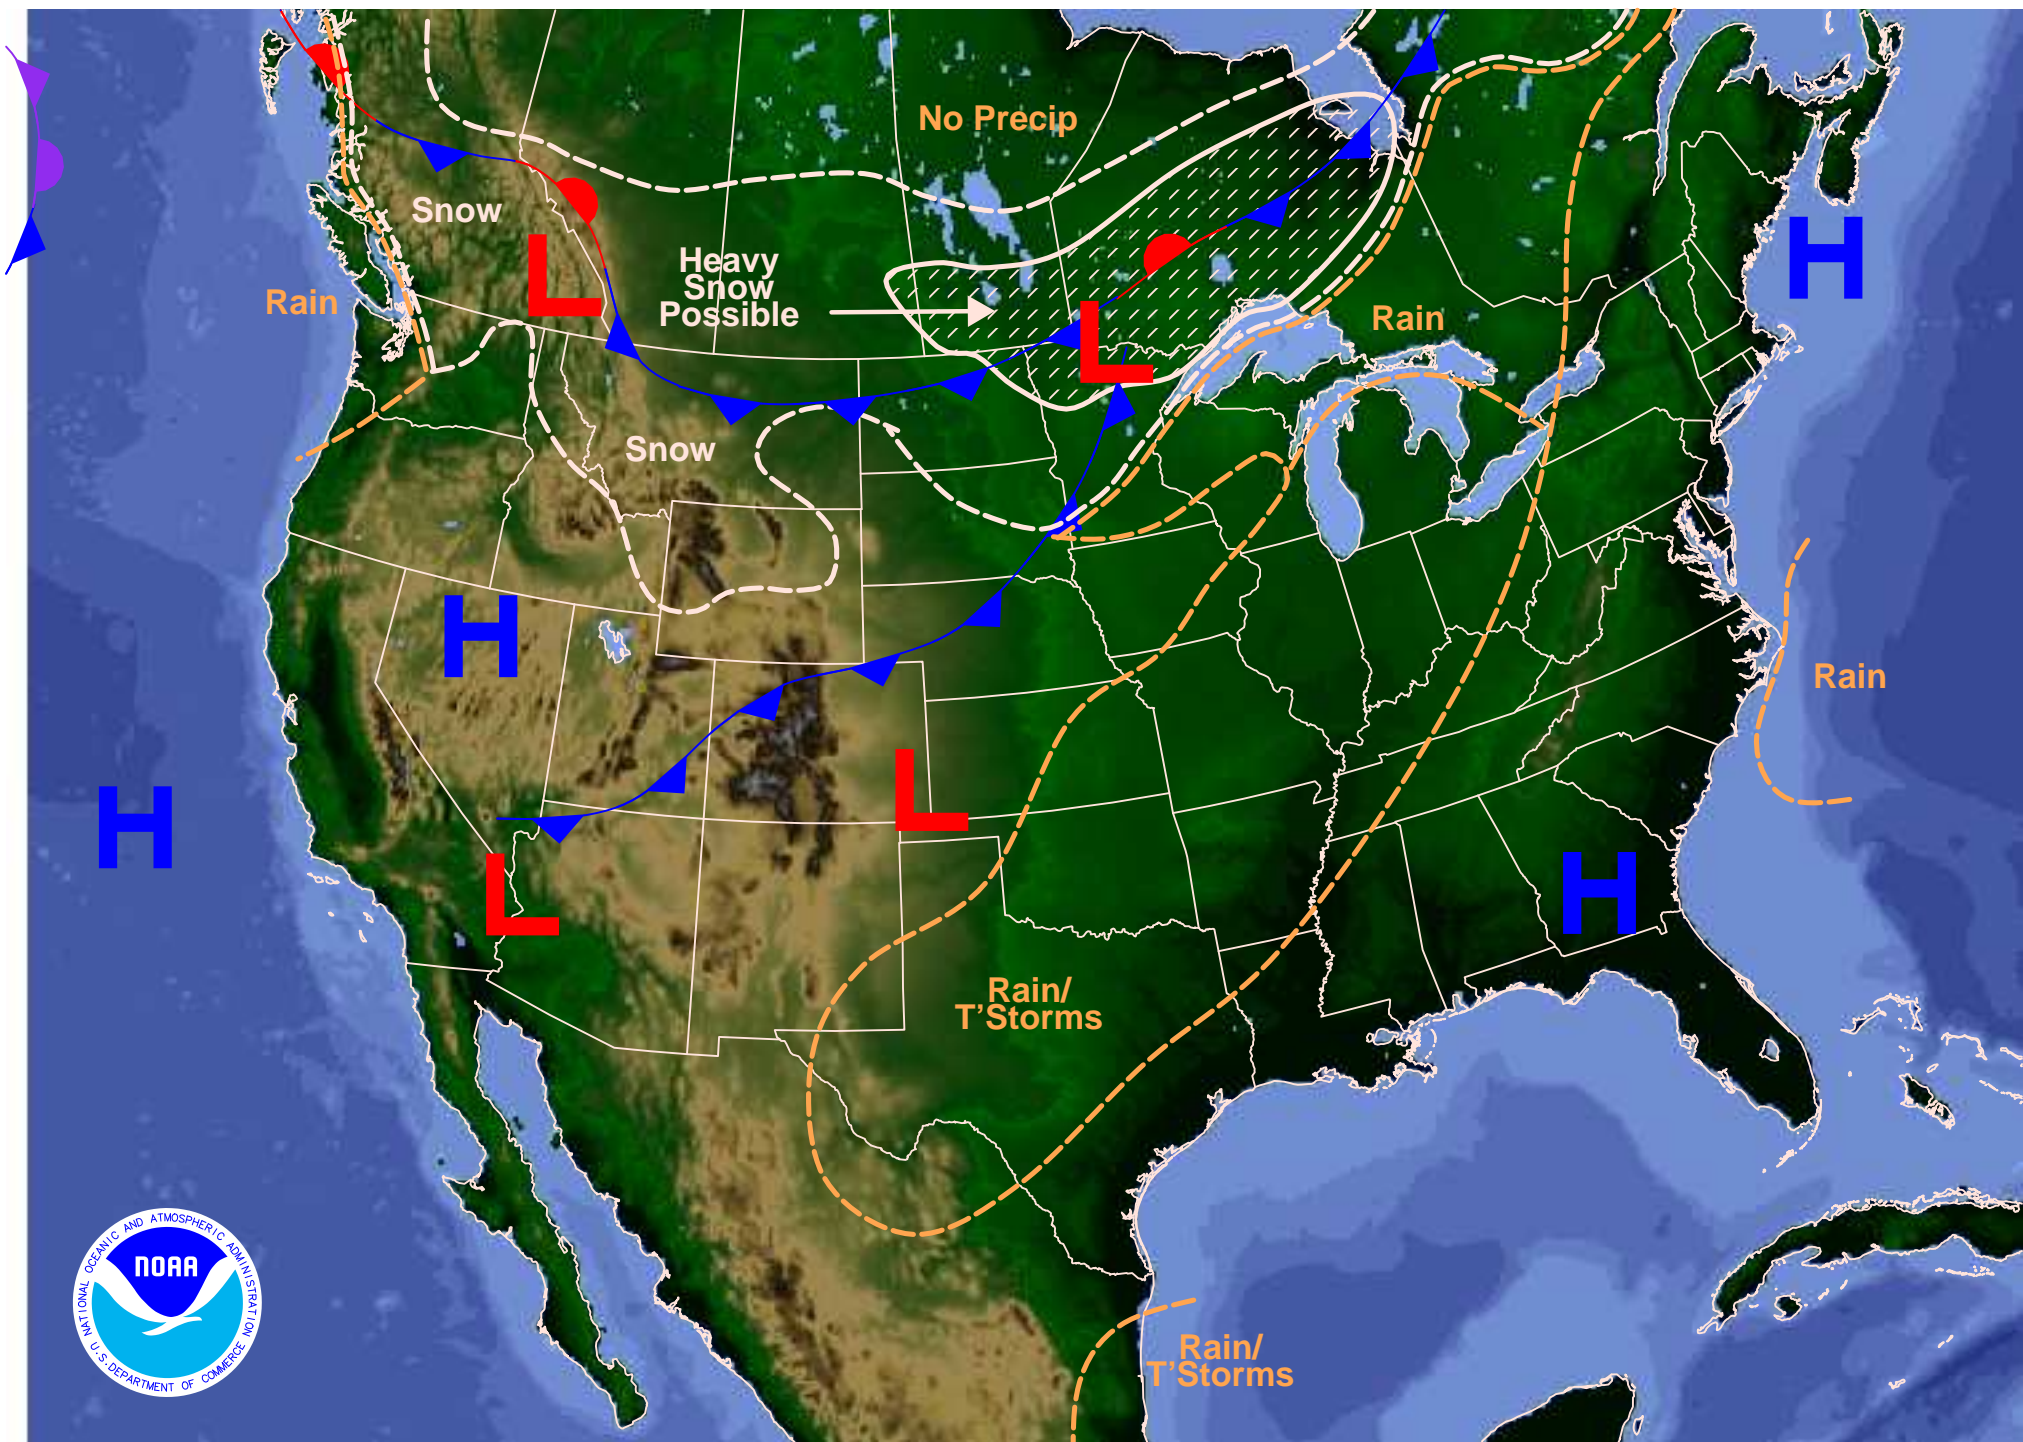 No Precip
Snow
L
Heavy
Snow
Possible
H
Rain
L
Rain
Snow
H
Rain
H
L
H
L
Rain/
T'Storms
Rain/
T'Storms
NATIONAL OCEANIC AND ATMOSPHERIC ADMINISTRATION
NOAA
U.S. DEPARTMENT OF COMMERCE